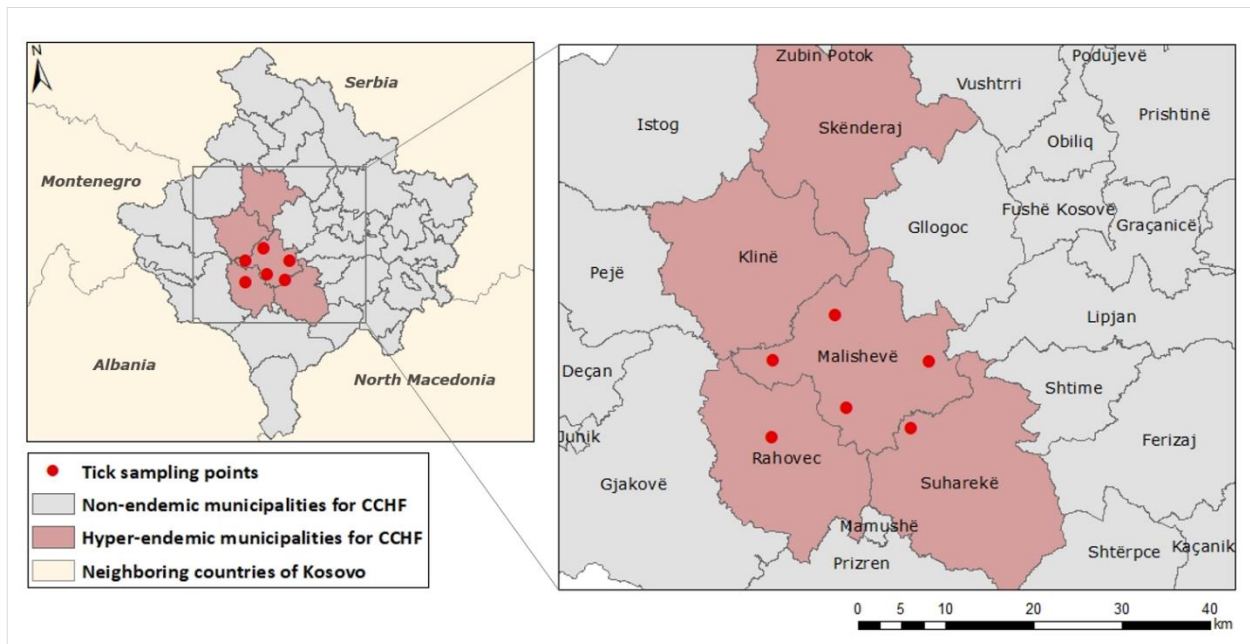 N
Serbia
Montenegro
Albania
North Macedonia
Tick sampling points
Non-endemic municipalities for CCHF
Hyper-endemic municipalities for CCHF
Neighboring countries of Kosovo
Zubin Potok
Podujevë
Vushtrri
Prishtinë
Istog
Skënderaj
Obiliq
Fushë Kosovë
Graçanicë
Gllogoc
Klinë
Pejë
Lipjan
Malishevë
Deçan
Shtime
Junik
Ferizaj
Rahovec
Gjakovë
Suharekë
Mamushë
Prizren
Shtërpce
Kaçanik
0 5 10 20 30 40
km